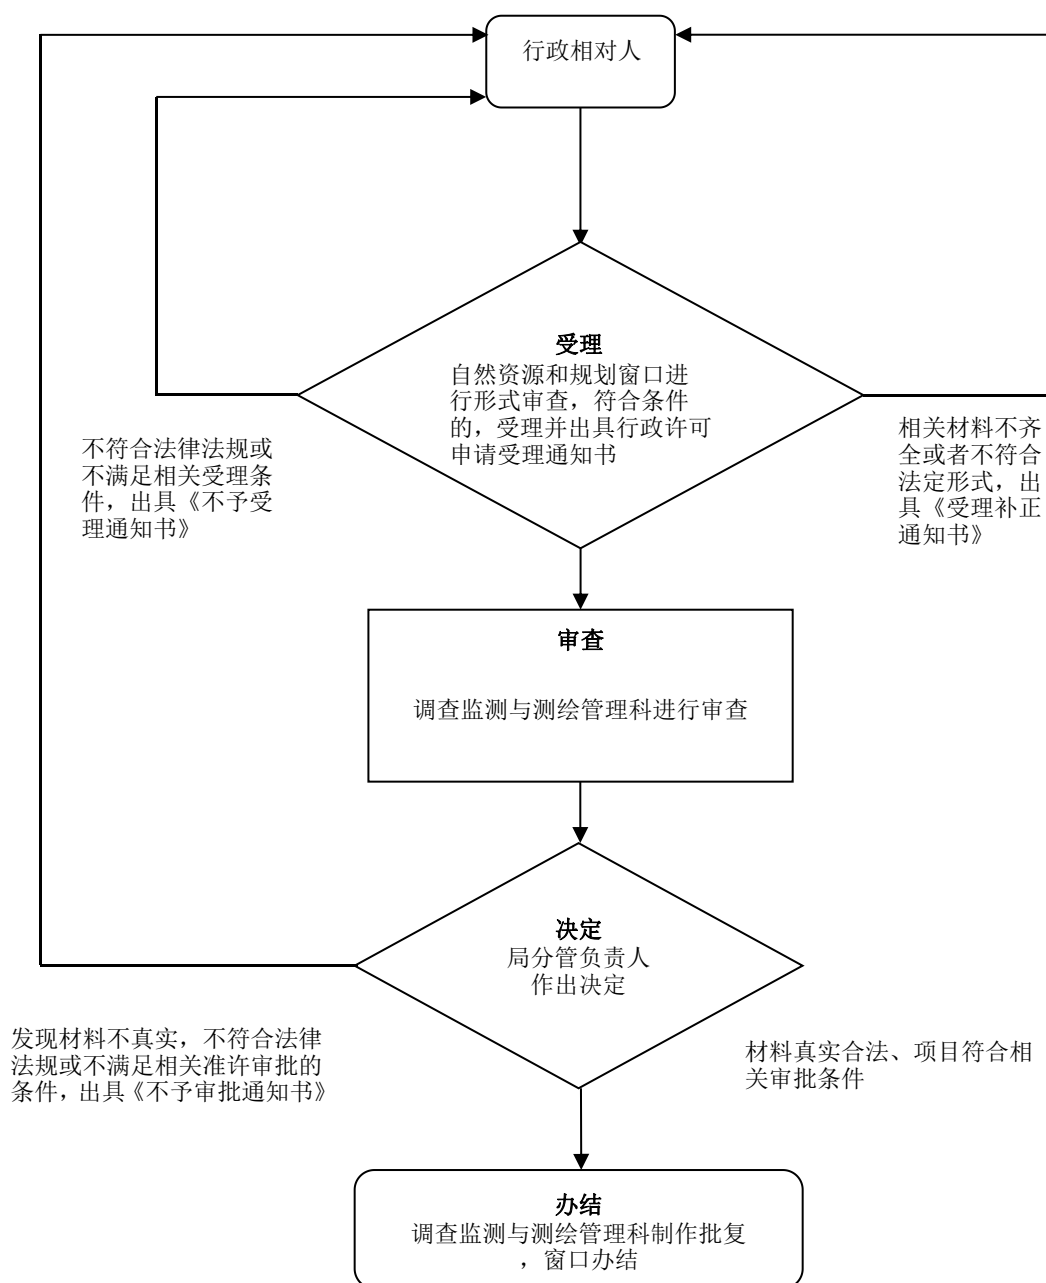 行政相对人
受理
自然资源和规划窗口进
行形式审查，符合条件
的，受理并出具行政许可
申请受理通知书
不符合法律法规或
不满足相关受理条
件，出具《不予受
理通知书》
相关材料不齐
全或者不符合
法定形式，出
具《受理补正
通知书》
审查
调查监测与测绘管理科进行审查
决定
局分管负责人
作出决定
发现材料不真实，不符合法律
法规或不满足相关准许审批的
条件，出具《不予审批通知书》
材料真实合法、项目符合相
关审批条件
办结
调查监测与测绘管理科制作批复
，窗口办结